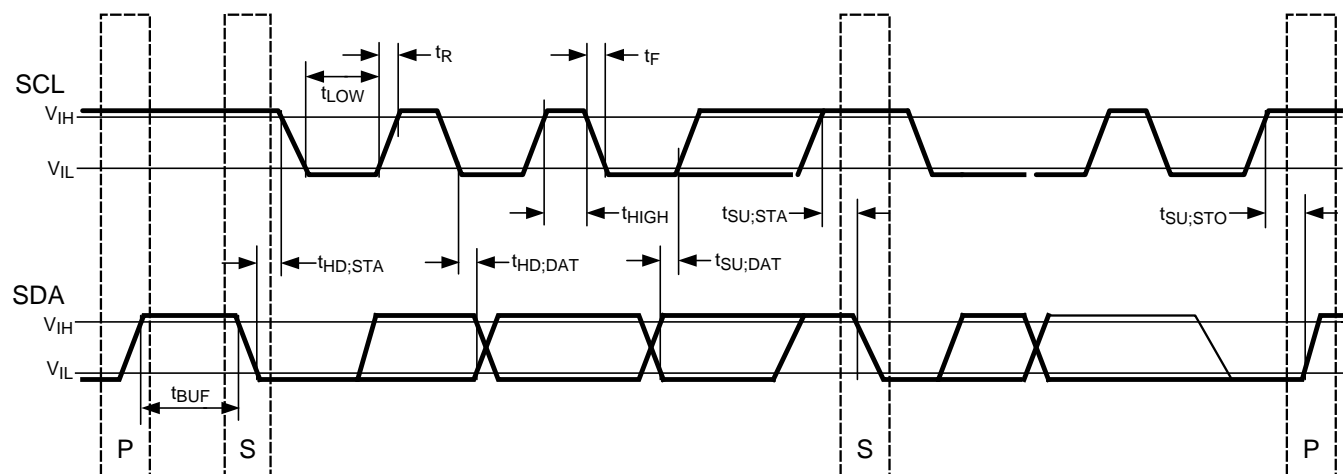 tR
tF
SCL
tLOW
VIH
VIL
tHIGH
tSU;STA
tSU;STO
tHD;STA
tHD;DAT
tSU;DAT
SDA
VIH
VIL
tBUF
P
S
S
P